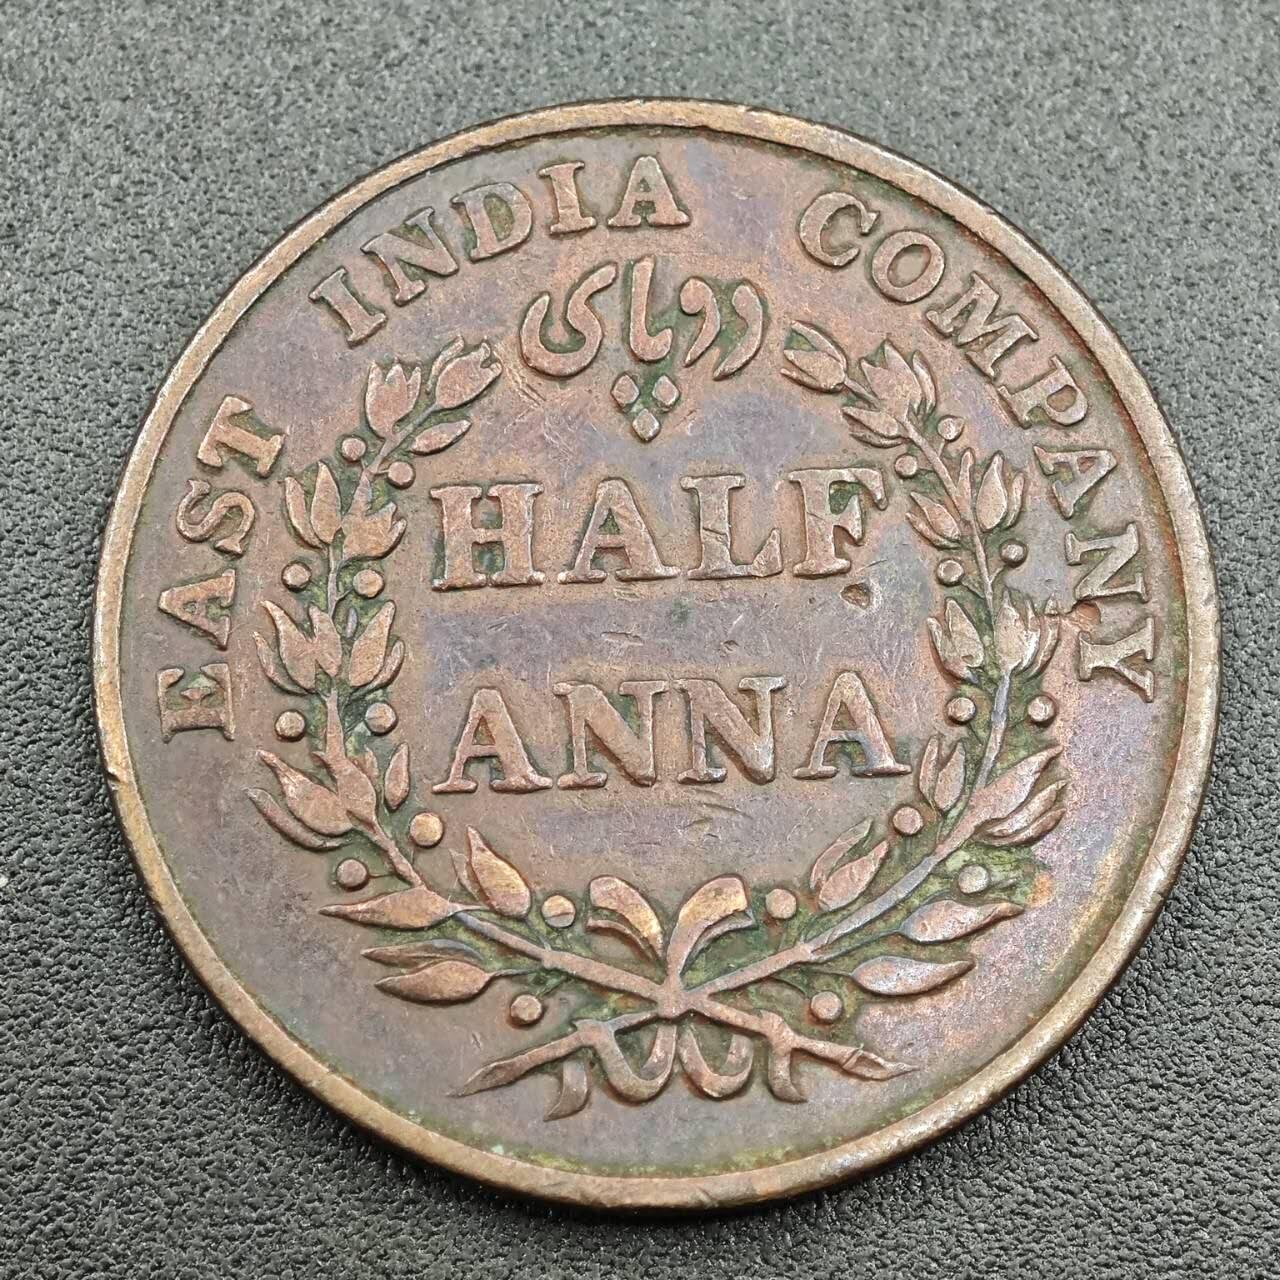 EAST INDIA COMPANY
دو پای
HALF
ANNA